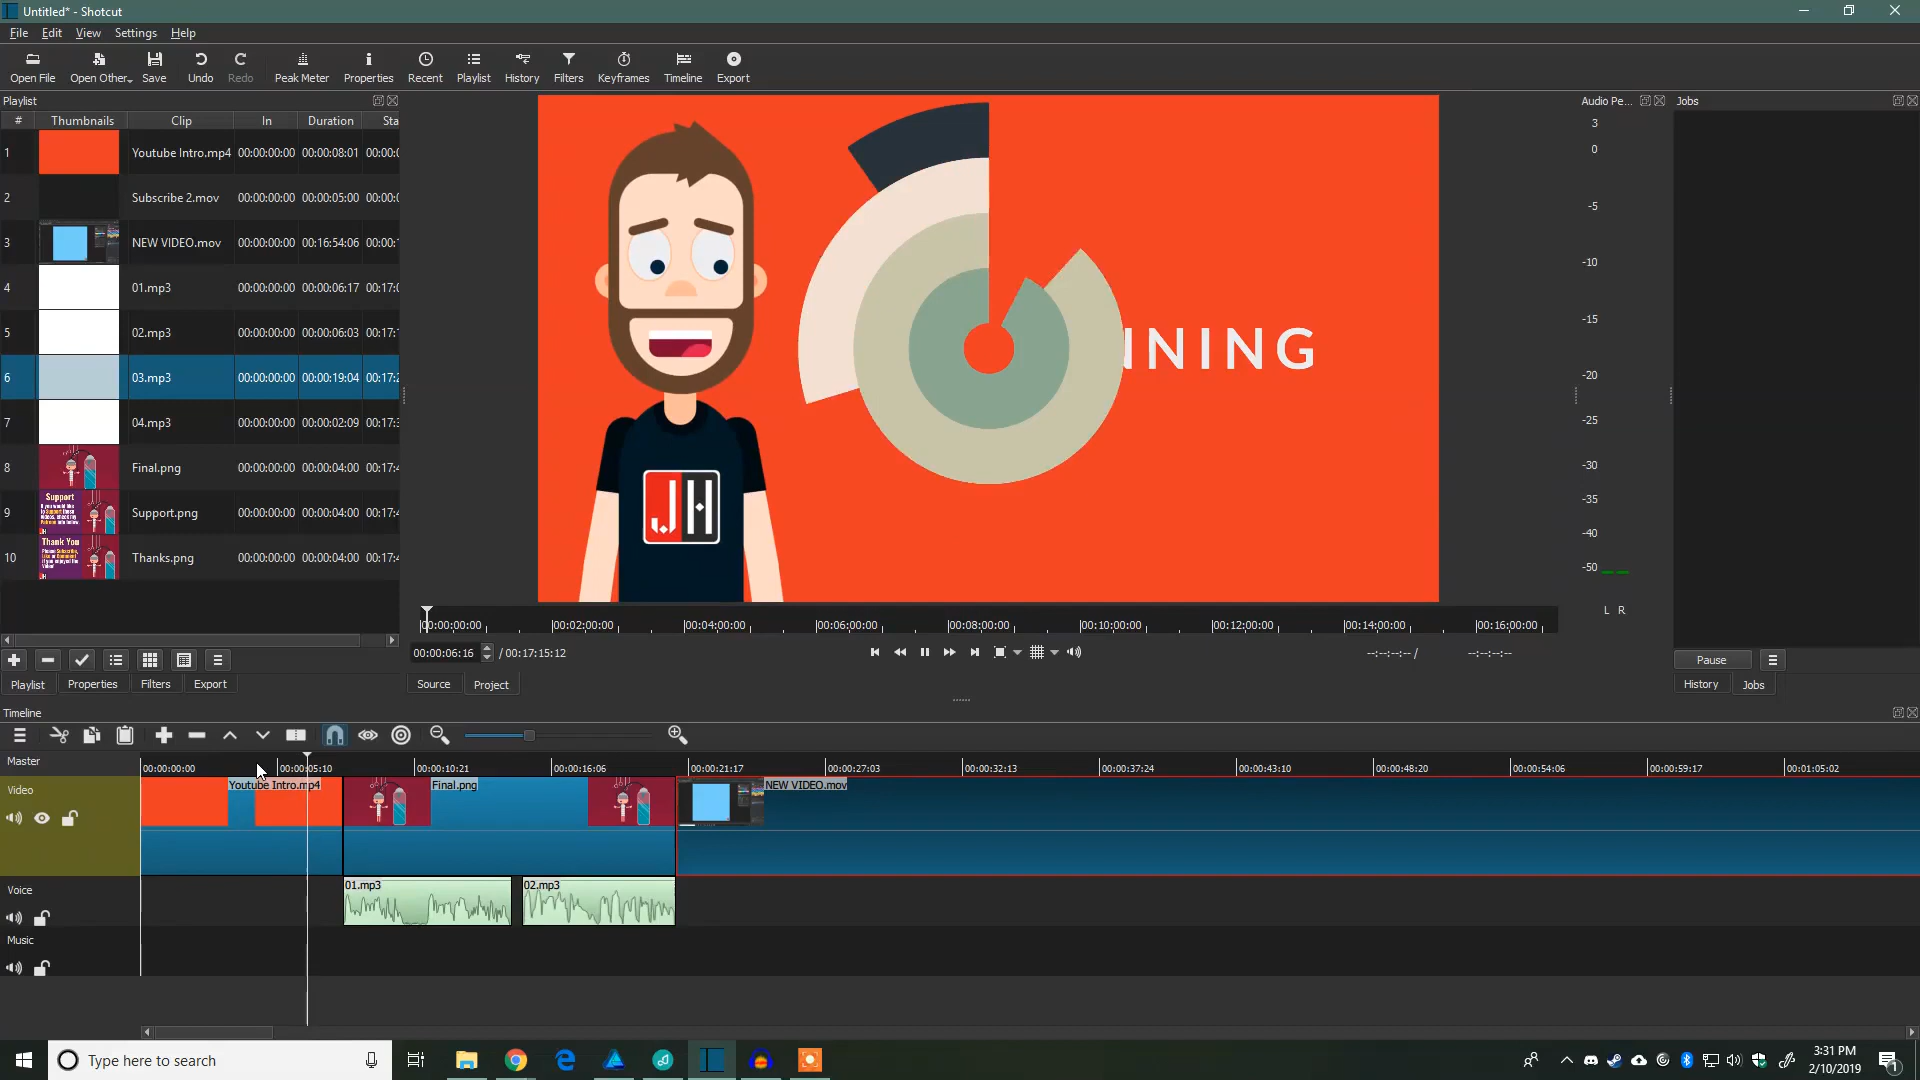 Untitled* - Shotcut
File Edit View Settings Help
Open File Open Other... Save Undo Redo Peak Meter Properties Recent Playlist History Filters Keyframes Timeline Export
Playlist
# Thumbnails Clip In Duration Sta
1 Youtube Intro.mp4 00:00:00:00 00:00:08:01
2 Subscribe 2.mov 00:00:00:00 00:00:05:00
3 NEW VIDEO.mov 00:00:00:00 00:16:54:06
4 01.mp3 00:00:00:00 00:00:06:17
5 02.mp3 00:00:00:00 00:00:06:03
6 03.mp3 00:00:00:00 00:00:19:04
7 04.mp3 00:00:00:00 00:00:02:09
8 Final.png 00:00:00:00 00:00:04:00
9 Support Support.png 00:00:00:00 00:00:04:00
10 Thank You Thanks.png 00:00:00:00 00:00:04:00
Playlist Properties Filters Export
JH
NNING
00:00:00:00 00:02:00:00 00:04:00:00 00:06:00:00 00:08:00:00 00:10:00:00 00:12:00:00 00:14:00:00 00:16:00:00
00:00:06:16 / 00:17:15:12 --:--:--:-- / --:--:--:--
Source Project
Audio Pe...
3
0
-5
-10
-15
-20
-25
-30
-35
-40
-50
L R
Jobs
Pause
History Jobs
Timeline
Master
00:00:00:00 00:00:05:10 00:00:10:21 00:00:16:06 00:00:21:17 00:00:27:03 00:00:32:13 00:00:37:24 00:00:43:10 00:00:48:20 00:00:54:06 00:00:59:17 00:01:05:02
Video
Youtube Intro.mp4 Final.png NEW VIDEO.mov
Voice
01.mp3 02.mp3
Music
Type here to search
3:31 PM
2/10/2019
1